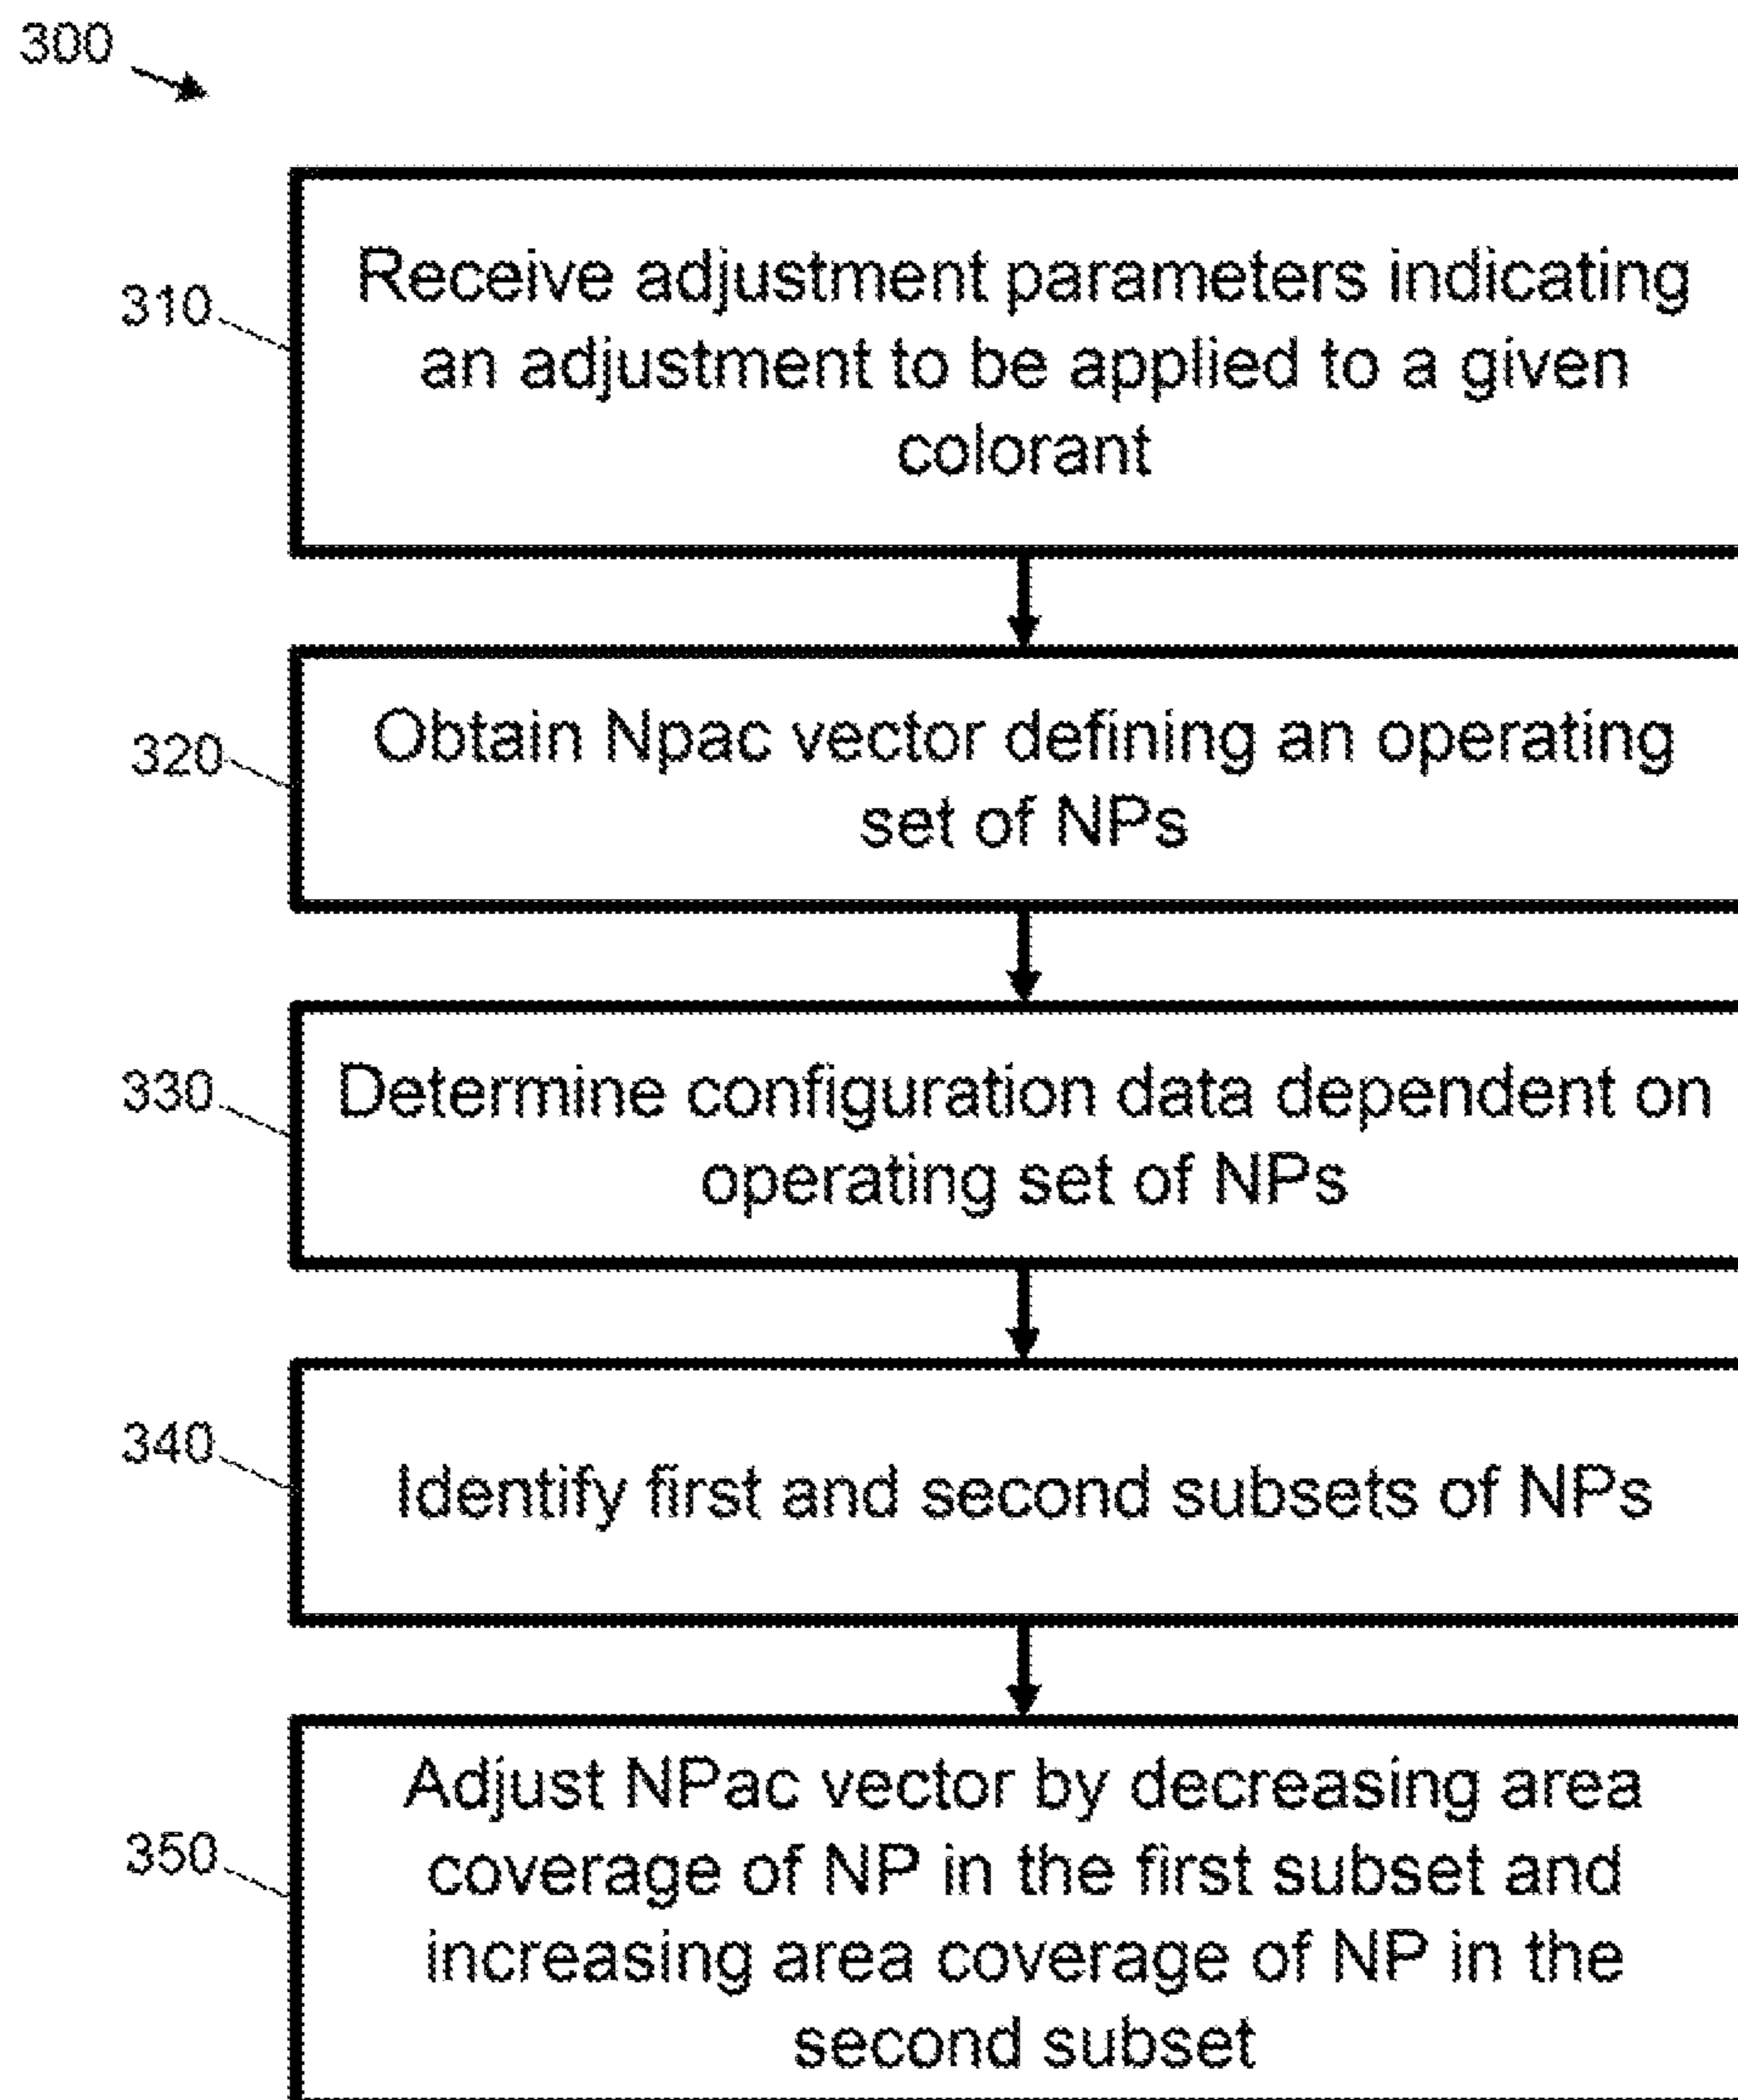 300
310
Receive adjustment parameters indicating
an adjustment to be applied to a given
colorant
320
Obtain Npac vector defining an operating
set of NPs
330
Determine configuration data dependent on
operating set of NPs
340
Identify first and second subsets of NPs
350
Adjust NPac vector by decreasing area
coverage of NP in the first subset and
increasing area coverage of NP in the
second subset